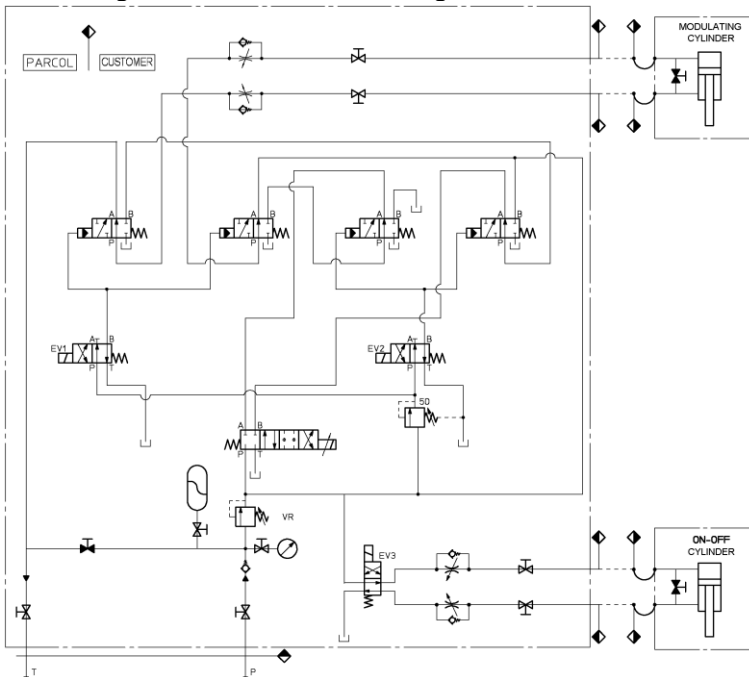 MODULATING
CYLINDER
PARCOL
CUSTOMER
A B
P T
A B
P
A B
P
A B
P
EV1
A T B
P T
EV2
A T B
P T
50
A B
P T
VR
EV3
ON-OFF
CYLINDER
T
P